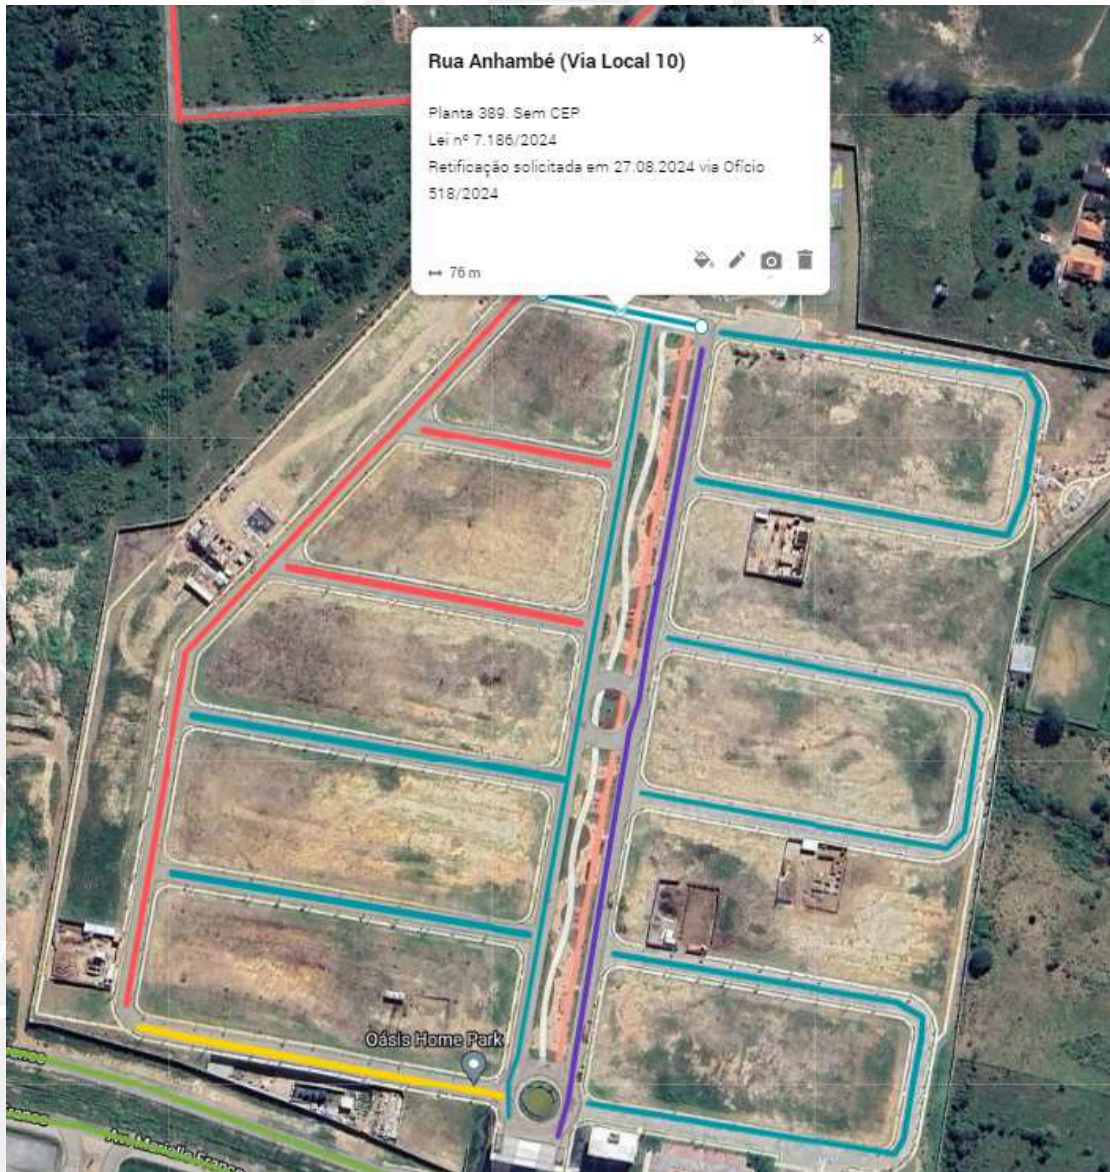 Rua Anhambé (Via Local 10)
Planta 389. Sem CEP
Lei nº 7.186/2024
Retificação solicitada em 27.08.2024 via Ofício
518/2024
76 m
Oásis Home Park
Franco